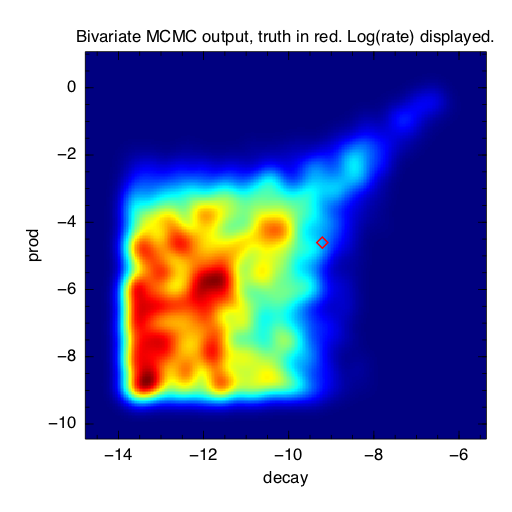 Bivariate MCMC output, truth in red. Log(rate) displayed.
0
−2
−4
−6
−8
−10
prod
−14 −12 −10 −8 −6
decay